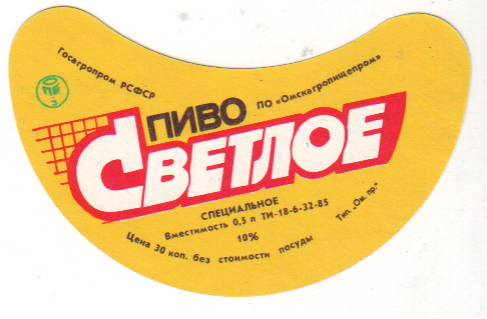 Госагропром РСФСР
ПО «Омскагропищепром»
ПИВО
СВЕТЛОЕ
СПЕЦИАЛЬНОЕ
Вместимость 0,5 л ТИ-18-6-32-85
10%
Цена 30 коп. без стоимости посуды
Тип. „Ом. пр."